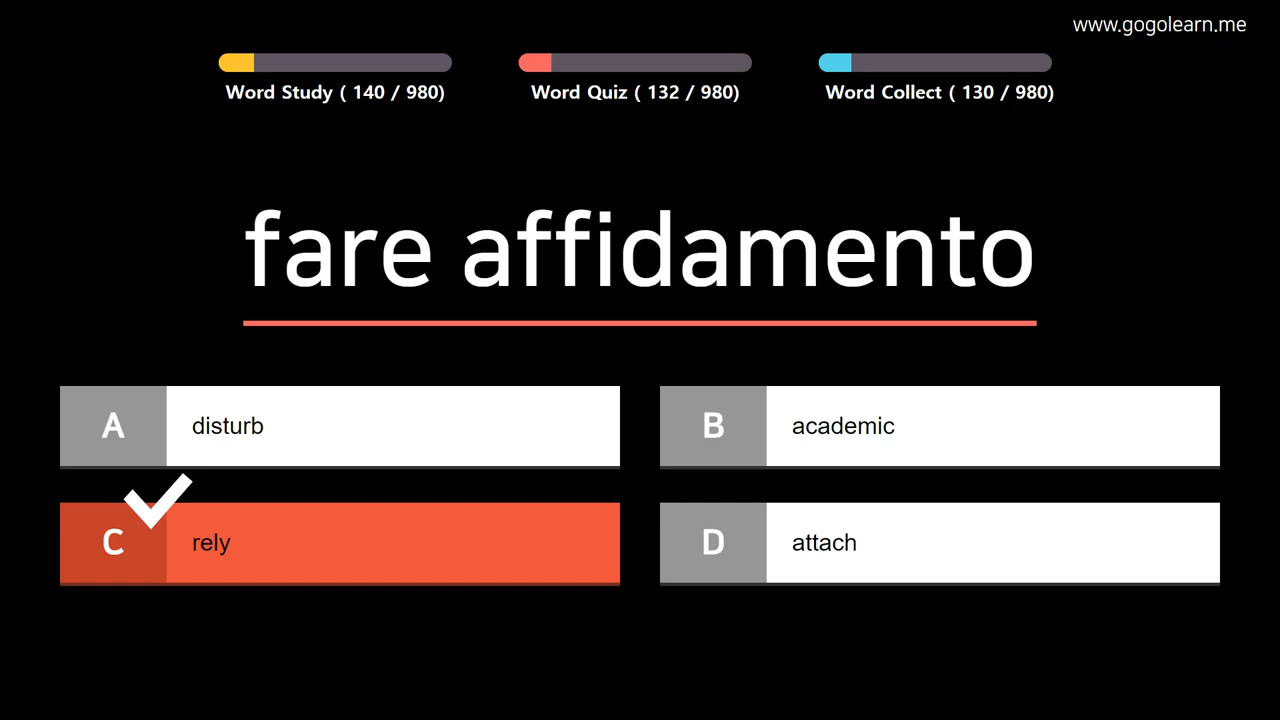 www.gogolearn.me
Word Study ( 140 / 980)
Word Quiz ( 132 / 980)
Word Collect ( 130 / 980)
fare affidamento
A disturb
B academic
C rely
D attach